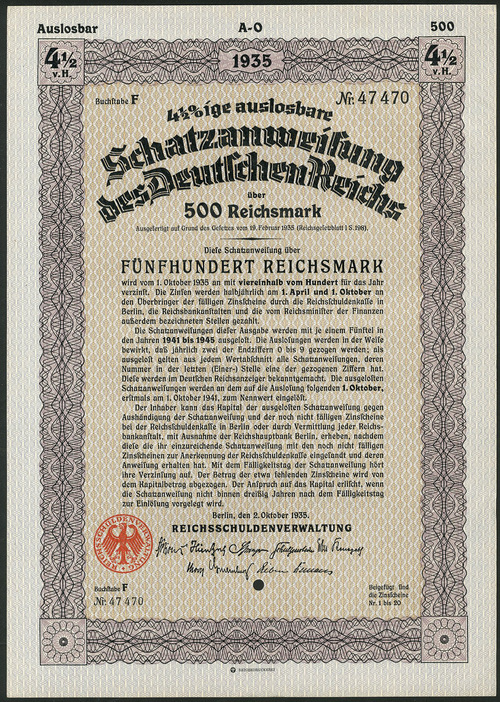 Auslosbar A-O 500
4½ v. H. 1935 4½ v. H.
Buchstabe F Nr. 47470
4½%ige auslosbare
Schatzanweisung
des Deutschen Reichs
über
500 Reichsmark
Ausgefertigt auf Grund des Gesetzes vom 19. Februar 1935 (Reichsgesetzblatt I S. 198).
Diese Schatzanweisung über
FÜNFHUNDERT REICHSMARK
wird vom 1. Oktober 1935 an mit viereinhalb vom Hundert für das Jahr
verzinst. Die Zinsen werden halbjährlich am 1. April und 1. Oktober an
den Überbringer der fälligen Zinsscheine durch die Reichsschuldenkasse in
Berlin, die Reichsbankanstalten und die vom Reichsminister der Finanzen
außerdem bezeichneten Stellen gezahlt.
Die Schatzanweisungen dieser Ausgabe werden mit je einem Fünftel in
den Jahren 1941 bis 1945 ausgelost. Die Auslosungen werden in der Weise
bewirkt, daß jährlich zwei der Endziffern 0 bis 9 gezogen werden; als
ausgelost gelten aus jedem Wertabschnitt alle Schatzanweisungen, deren
Nummer in der letzten (Einer-) Stelle eine der gezogenen Ziffern hat.
Diese werden im Deutschen Reichsanzeiger bekanntgemacht. Die ausgelosten
Schatzanweisungen werden an dem auf die Auslosung folgenden 1. Oktober,
erstmals am 1. Oktober 1941, zum Nennwert eingelöst.
Der Inhaber kann das Kapital der ausgelosten Schatzanweisung gegen
Aushändigung der Schatzanweisung und der noch nicht fälligen Zinsscheine
bei der Reichsschuldenkasse in Berlin oder durch Vermittlung jeder Reichs-
bankanstalt, mit Ausnahme der Reichshauptbank Berlin, erheben, nachdem
diese die ihr einzureichende Schatzanweisung mit den noch nicht fälligen
Zinsscheinen zur Anerkennung der Reichsschuldenkasse eingesandt und deren
Anweisung erhalten hat. Mit dem Fälligkeitstag der Schatzanweisung hört
ihre Verzinsung auf. Der Betrag der etwa fehlenden Zinsscheine wird von
dem Kapitalbetrag abgezogen. Der Anspruch auf das Kapital erlischt, wenn
die Schatzanweisung nicht binnen dreißig Jahren nach dem Fälligkeitstag
zur Einlösung vorgelegt wird.
Berlin, den 2. Oktober 1935.
REICHSSCHULDENVERWALTUNG
REICHSSCHULDENVERWALTUNG
Buchstabe F
Nr. 47470
Beigefügt sind
die Zinsscheine
Nr. 1 bis 20